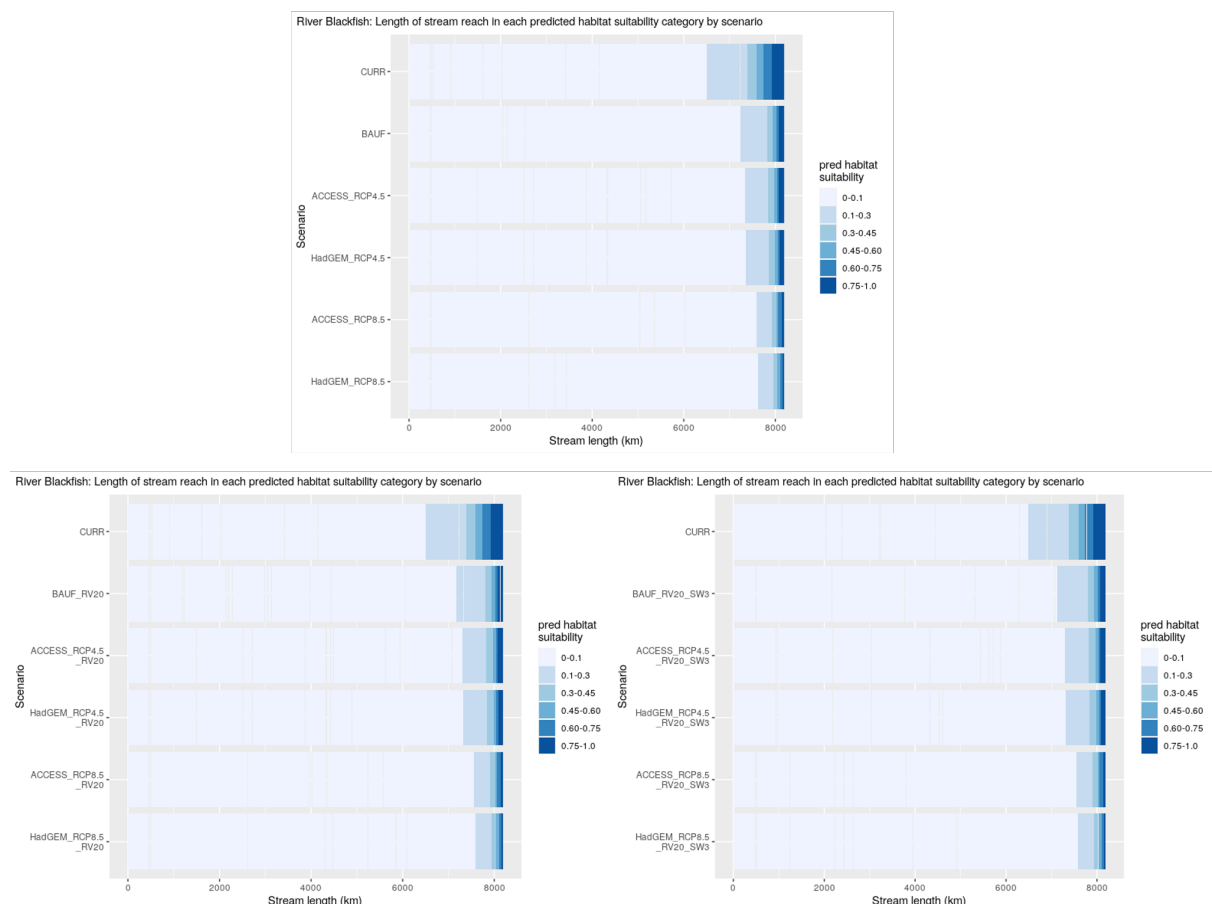 River Blackfish: Length of stream reach in each predicted habitat suitability category by scenario
CURR
BAUF
ACCESS_RCP4.5
HadGEM_RCP4.5
ACCESS_RCP8.5
HadGEM_RCP8.5
Scenario
0 2000 4000 6000 8000
Stream length (km)
pred habitat
suitability
0-0.1
0.1-0.3
0.3-0.45
0.45-0.60
0.60-0.75
0.75-1.0
River Blackfish: Length of stream reach in each predicted habitat suitability category by scenario
CURR
BAUF_RV20
ACCESS_RCP4.5
_RV20
HadGEM_RCP4.5
_RV20
ACCESS_RCP8.5
_RV20
HadGEM_RCP8.5
_RV20
Scenario
0 2000 4000 6000 8000
Stream length (km)
pred habitat
suitability
0-0.1
0.1-0.3
0.3-0.45
0.45-0.60
0.60-0.75
0.75-1.0
River Blackfish: Length of stream reach in each predicted habitat suitability category by scenario
CURR
BAUF_RV20_SW3
ACCESS_RCP4.5
_RV20_SW3
HadGEM_RCP4.5
_RV20_SW3
ACCESS_RCP8.5
_RV20_SW3
HadGEM_RCP8.5
_RV20_SW3
Scenario
0 2000 4000 6000 8000
Stream length (km)
pred habitat
suitability
0-0.1
0.1-0.3
0.3-0.45
0.45-0.60
0.60-0.75
0.75-1.0